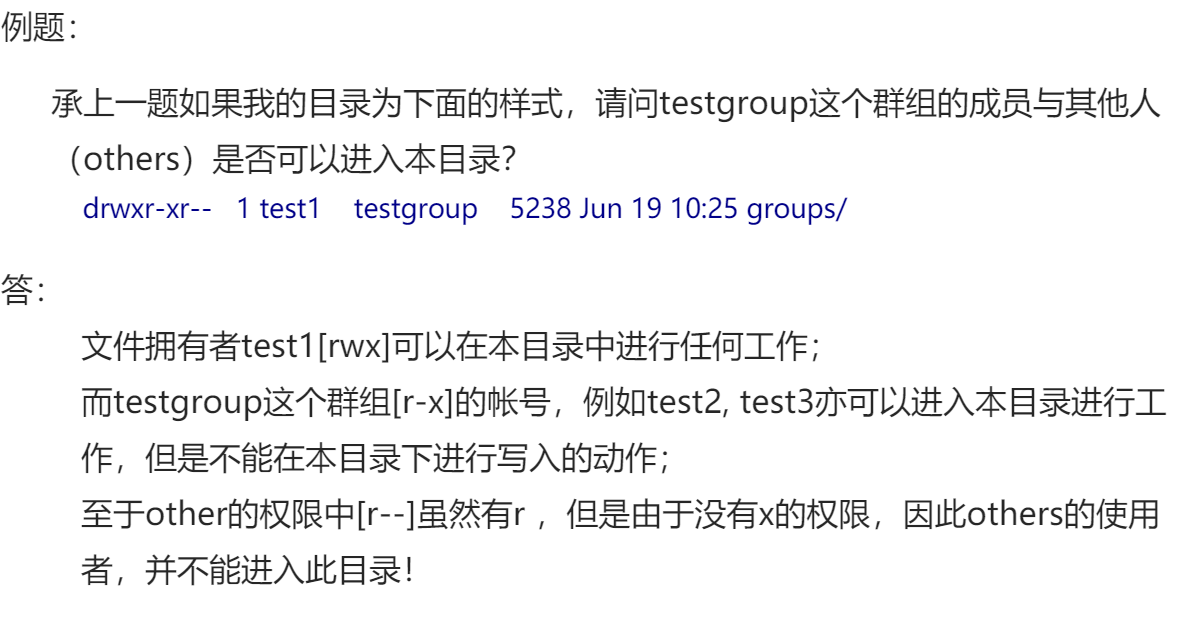 例题：
承上一题如果我的目录为下面的样式，请问testgroup这个群组的成员与其他人
（others）是否可以进入本目录？
drwxr-xr-- 1 test1 testgroup 5238 Jun 19 10:25 groups/
答：
文件拥有者test1[rwx]可以在本目录中进行任何工作；
而testgroup这个群组[r-x]的帐号，例如test2, test3亦可以进入本目录进行工
作，但是不能在本目录下进行写入的动作；
至于other的权限中[r--]虽然有r ，但是由于没有x的权限，因此others的使用
者，并不能进入此目录！